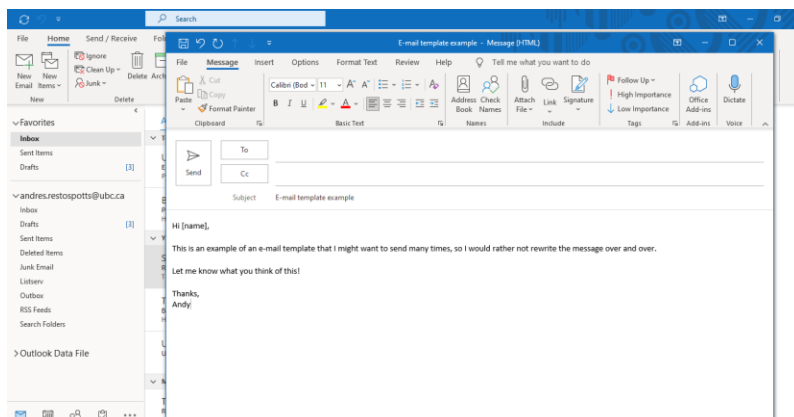 Search
File Home Send / Receive Fol
New Email
New Items
Ignore
Clean Up
Junk
Delete
Arch
New
Delete
Favorites
Inbox
Sent Items
Drafts [3]
andres.restospotts@ubc.ca
Inbox
Drafts [3]
Sent Items
Deleted Items
Junk Email
Listserv
Outbox
RSS Feeds
Search Folders
Outlook Data File
E-mail template example - Message (HTML)
File Message Insert Options Format Text Review Help Tell me what you want to do
Paste
Cut
Copy
Format Painter
Clipboard
Calibri (Bod 11
B I U
Basic Text
Address Book
Check Names
Names
Attach File
Link
Signature
Include
Follow Up
High Importance
Low Importance
Tags
Office Add-ins
Add-ins
Dictate
Voice
Send
To
Cc
Subject E-mail template example
Hi [name],
This is an example of an e-mail template that I might want to send many times, so I would rather not rewrite the message over and over.
Let me know what you think of this!
Thanks,
Andy